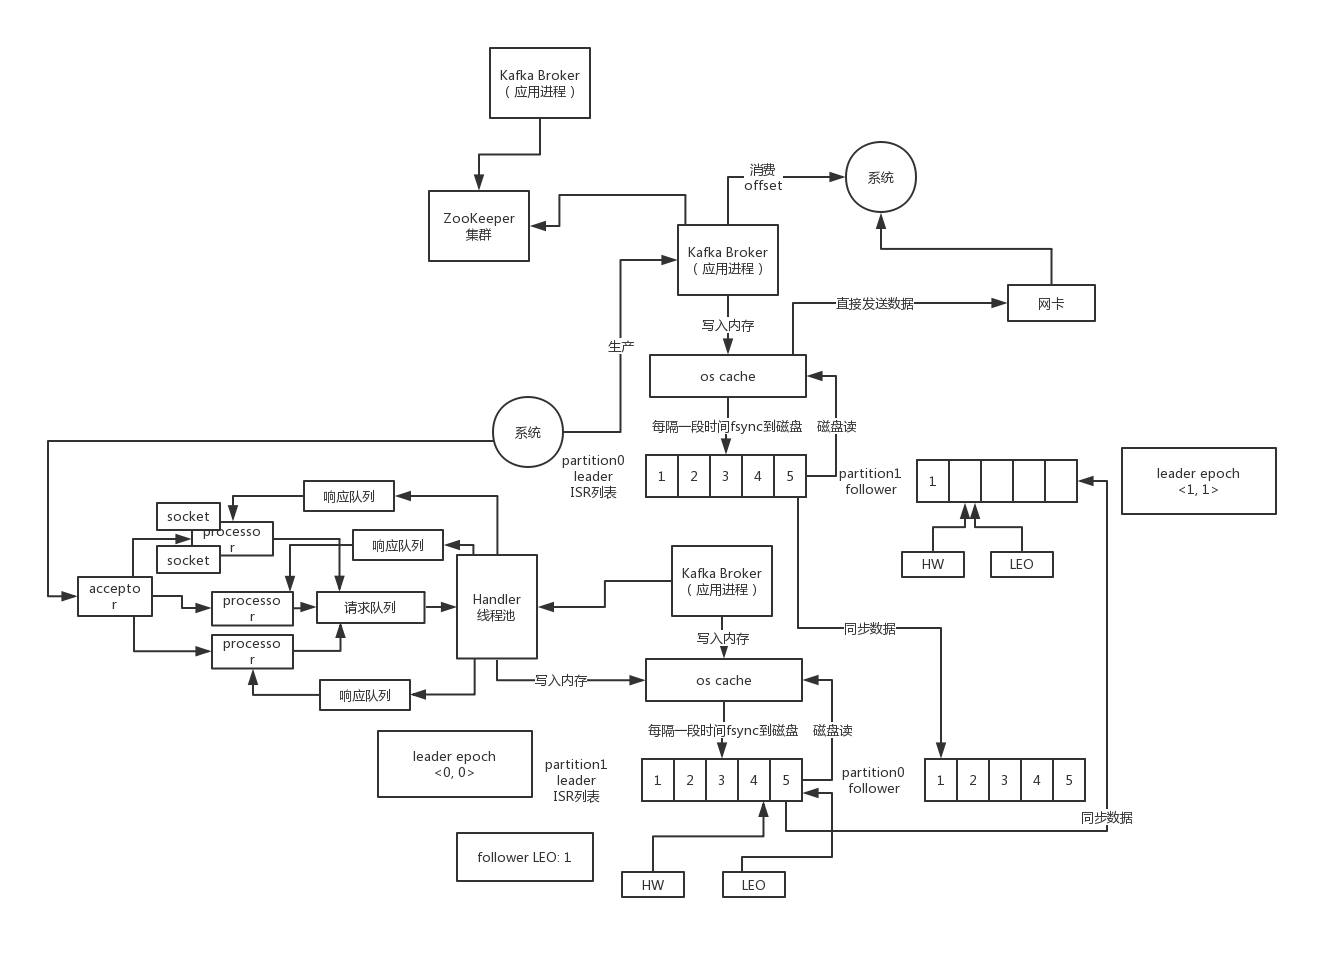 Kafka Broker
（应用进程）
ZooKeeper
集群
消费
offset
系统
Kafka Broker
（应用进程）
写入内存
直接发送数据
网卡
生产
os cache
系统
每隔一段时间fsync到磁盘
磁盘读
partition0
leader
ISR列表
1 2 3 4 5
partition1
follower
1
leader epoch
<1, 1>
HW
LEO
响应队列
socket
processo
r
socket
响应队列
accepto
r
processo
r
请求队列
processo
r
响应队列
Handler
线程池
Kafka Broker
（应用进程）
写入内存
同步数据
写入内存
os cache
每隔一段时间fsync到磁盘
磁盘读
leader epoch
<0, 0>
partition1
leader
ISR列表
1 2 3 4 5
partition0
follower
1 2 3 4 5
同步数据
follower LEO: 1
HW
LEO